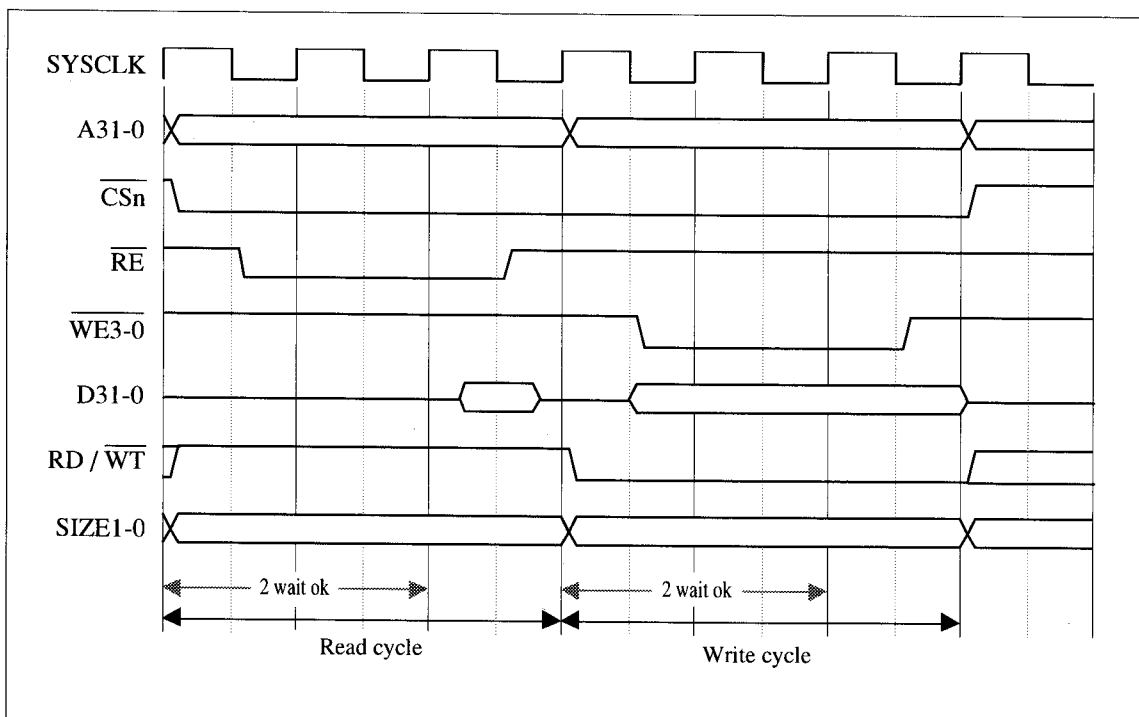 SYSCLK
A31-0
CSn
RE
WE3-0
D31-0
RD / WT
SIZE1-0
2 wait ok
2 wait ok
Read cycle
Write cycle